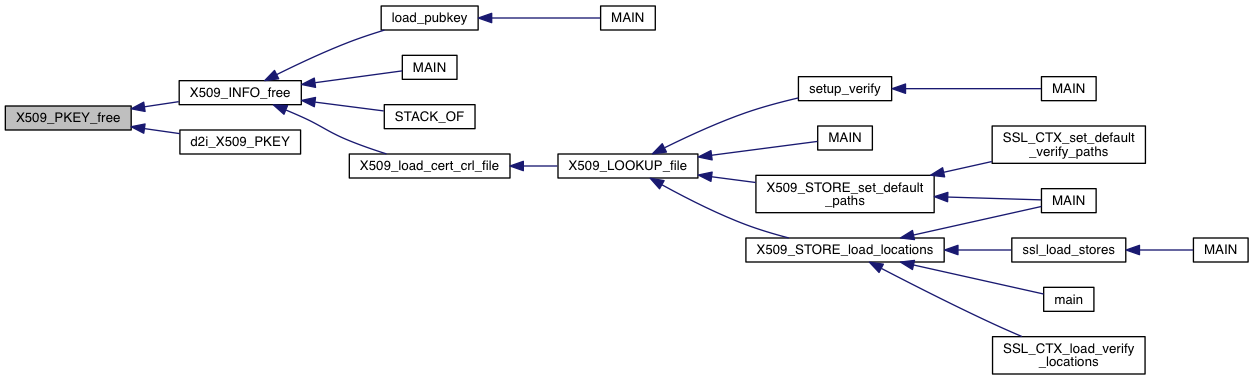 load_pubkey
MAIN
MAIN
X509_INFO_free
X509_PKEY_free
STACK_OF
d2i_X509_PKEY
X509_load_cert_crl_file
X509_LOOKUP_file
setup_verify
MAIN
MAIN
SSL_CTX_set_default
_verify_paths
X509_STORE_set_default
_paths
MAIN
X509_STORE_load_locations
ssl_load_stores
MAIN
main
SSL_CTX_load_verify
_locations